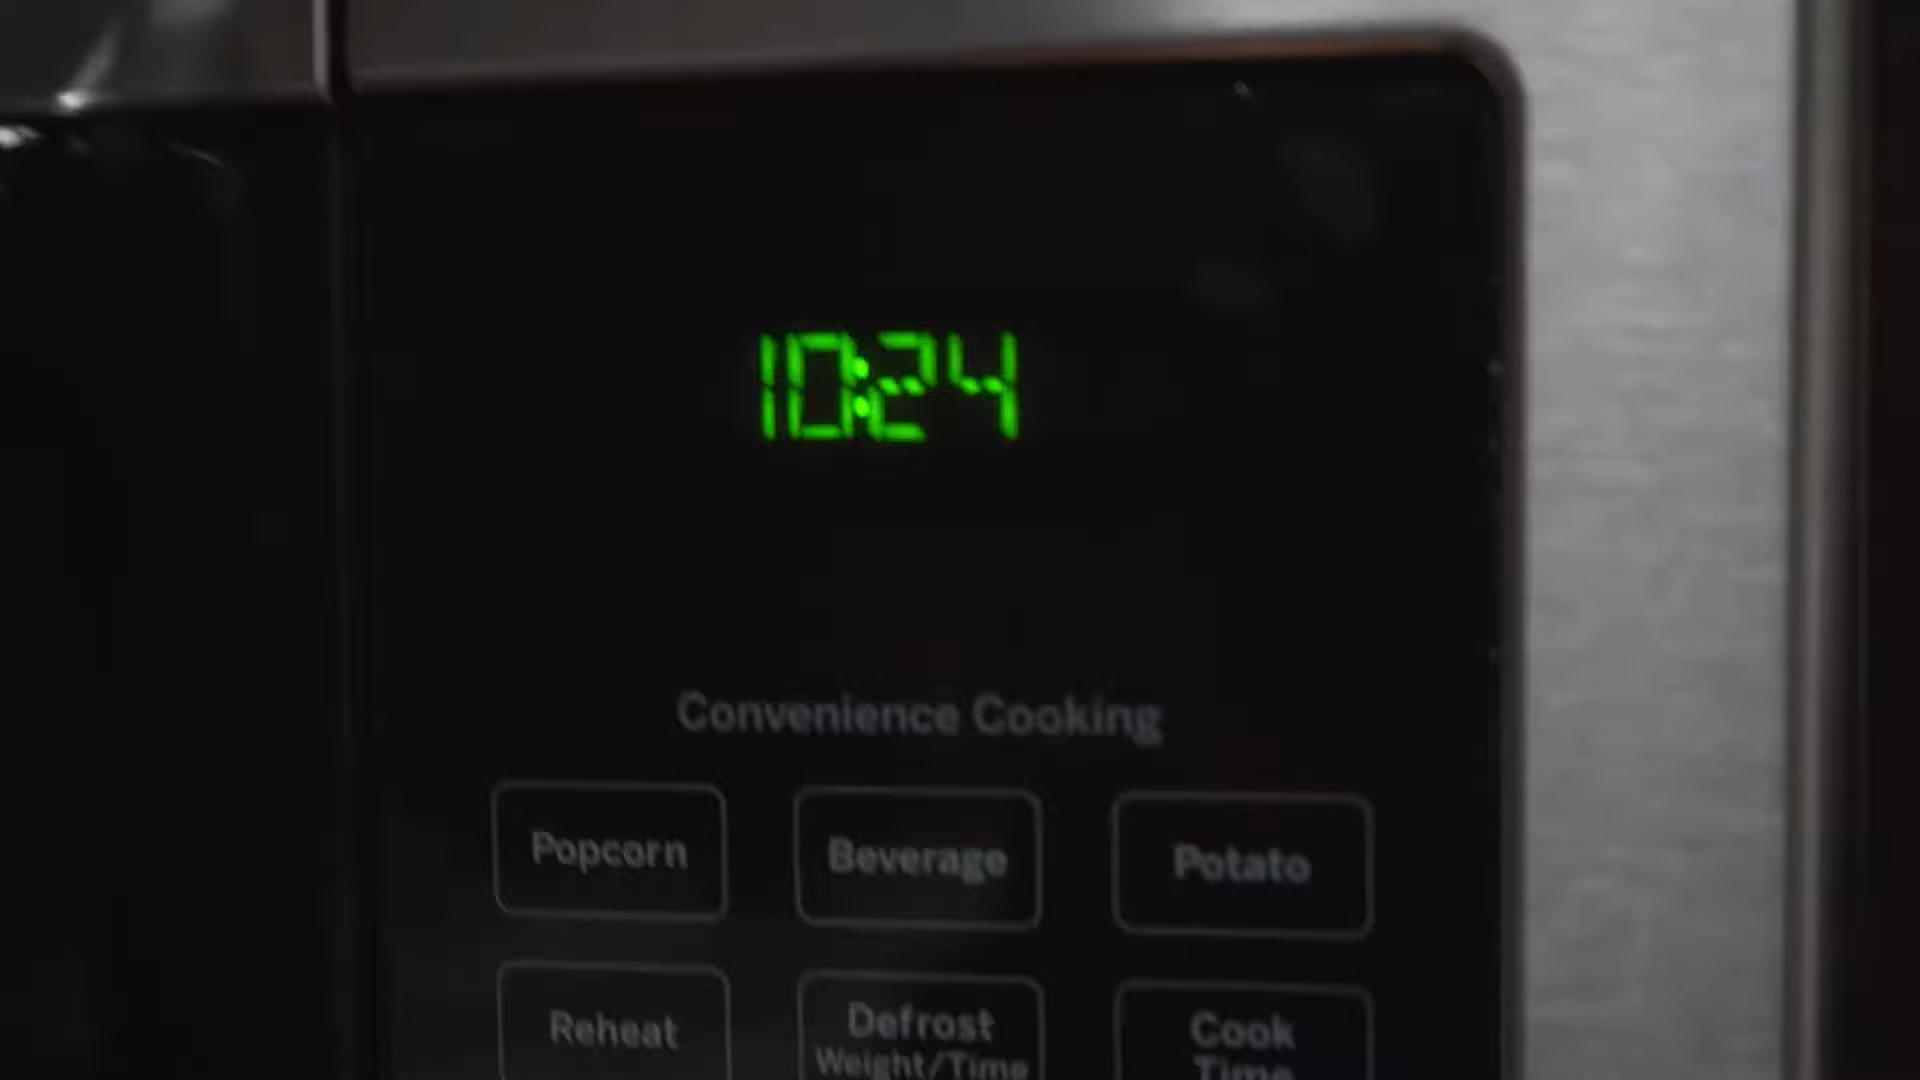 10:24
Convenience Cooking
Popcorn Beverage Potato
Reheat Defrost Cook
Weight/Time Time